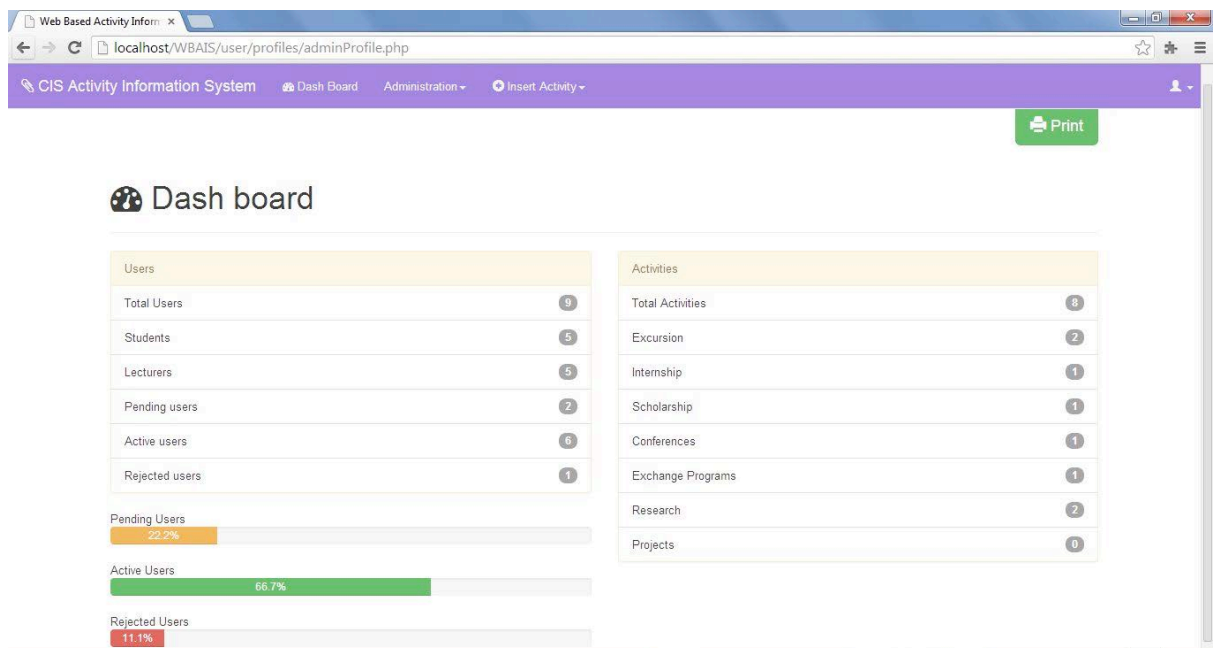 Web Based Activity Inform
localhost/WBAIS/user/profiles/adminProfile.php
CIS Activity Information System Dash Board Administration Insert Activity
Print
Dash board
Users
Total Users 9
Students 5
Lecturers 5
Pending users 2
Active users 6
Rejected users 1
Pending Users
22.2%
Active Users
66.7%
Rejected Users
11.1%
Activities
Total Activities 8
Excursion 2
Internship 1
Scholarship 1
Conferences 1
Exchange Programs 1
Research 2
Projects 0